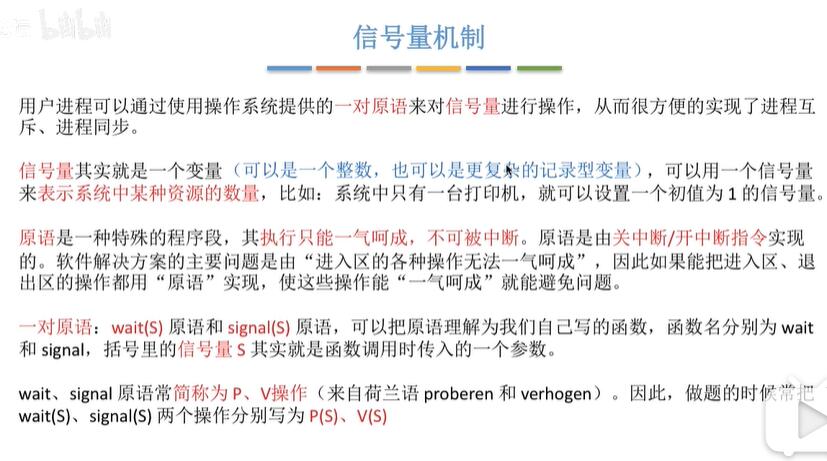 bilibili
信号量机制
用户进程可以通过使用操作系统提供的一对原语来对信号量进行操作，从而很方便的实现了进程互
斥、进程同步。
信号量其实就是一个变量（可以是一个整数，也可以是更复杂的记录型变量），可以用一个信号量
来表示系统中某种资源的数量，比如：系统中只有一台打印机，就可以设置一个初值为 1 的信号量。
原语是一种特殊的程序段，其执行只能一气呵成，不可被中断。原语是由关中断/开中断指令实现
的。软件解决方案的主要问题是由“进入区的各种操作无法一气呵成”，因此如果能把进入区、退
出区的操作都用“原语”实现，使这些操作能“一气呵成”就能避免问题。
一对原语：wait(S) 原语和 signal(S) 原语，可以把原语理解为我们自己写的函数，函数名分别为 wait
和 signal，括号里的信号量 S 其实就是函数调用时传入的一个参数。
wait、signal 原语常简称为 P、V操作（来自荷兰语 proberen 和 verhogen）。因此，做题的时候常把
wait(S)、signal(S) 两个操作分别写为 P(S)、V(S)